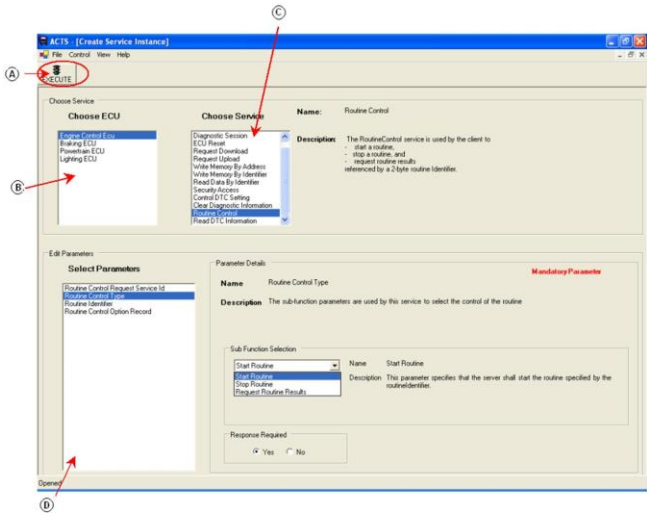 C
ACTS - [Create Service Instance]
File Control View Help
A
EXECUTE
Choose Service
Choose ECU
Engine Control Ecu
Braking ECU
Powertrain ECU
Lighting ECU
B
Choose Service
Diagnostic Session
ECU Reset
Request Download
Request Upload
Write Memory By Address
Write Memory By Identifier
Read Data By Identifier
Security Access
Control DTC Setting
Clear Diagnostic Information
Routine Control
Read DTC Information
Name: Routine Control
Description: The RoutineControl service is used by the client to
- start a routine,
- stop a routine, and
- request routine results
referenced by a 2-byte routine Identifier.
Edit Parameters
Select Parameters
Routine Control Request Service Id
Routine Control Type
Routine Identifier
Routine Control Option Record
Parameter Details
Mandatory Parameter
Name Routine Control Type
Description The sub-function parameters are used by this service to select the control of the routine
Sub Function Selection
Start Routine
Start Routine
Stop Routine
Request Routine Results
Name Start Routine
Description This parameter specifies that the server shall start the routine specified by the
routineIdentifier.
Response Required
Yes No
Opened
D